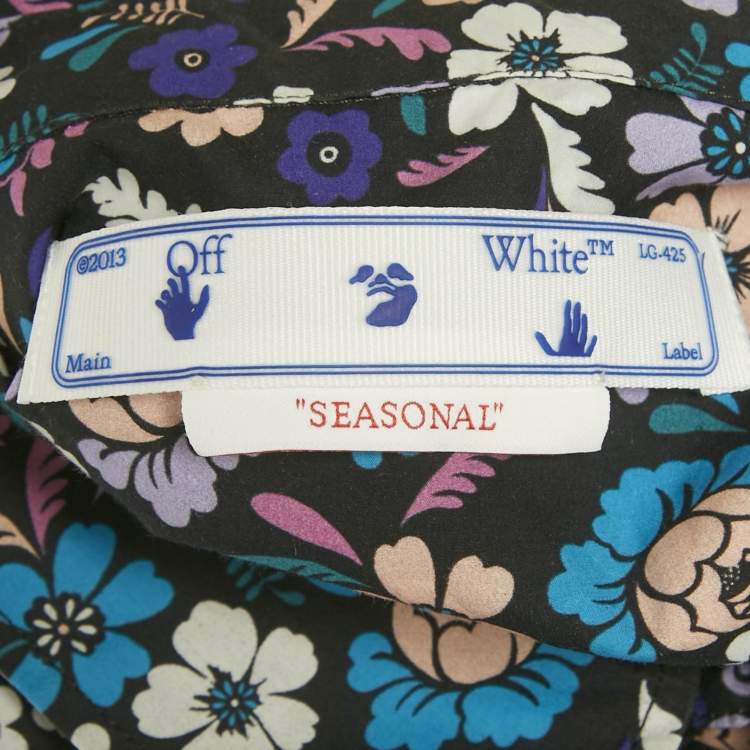 ©2013 Off White™ LG-425
Main Label
"SEASONAL"